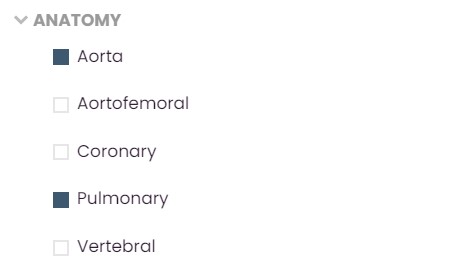 ANATOMY
Aorta
Aortofemoral
Coronary
Pulmonary
Vertebral